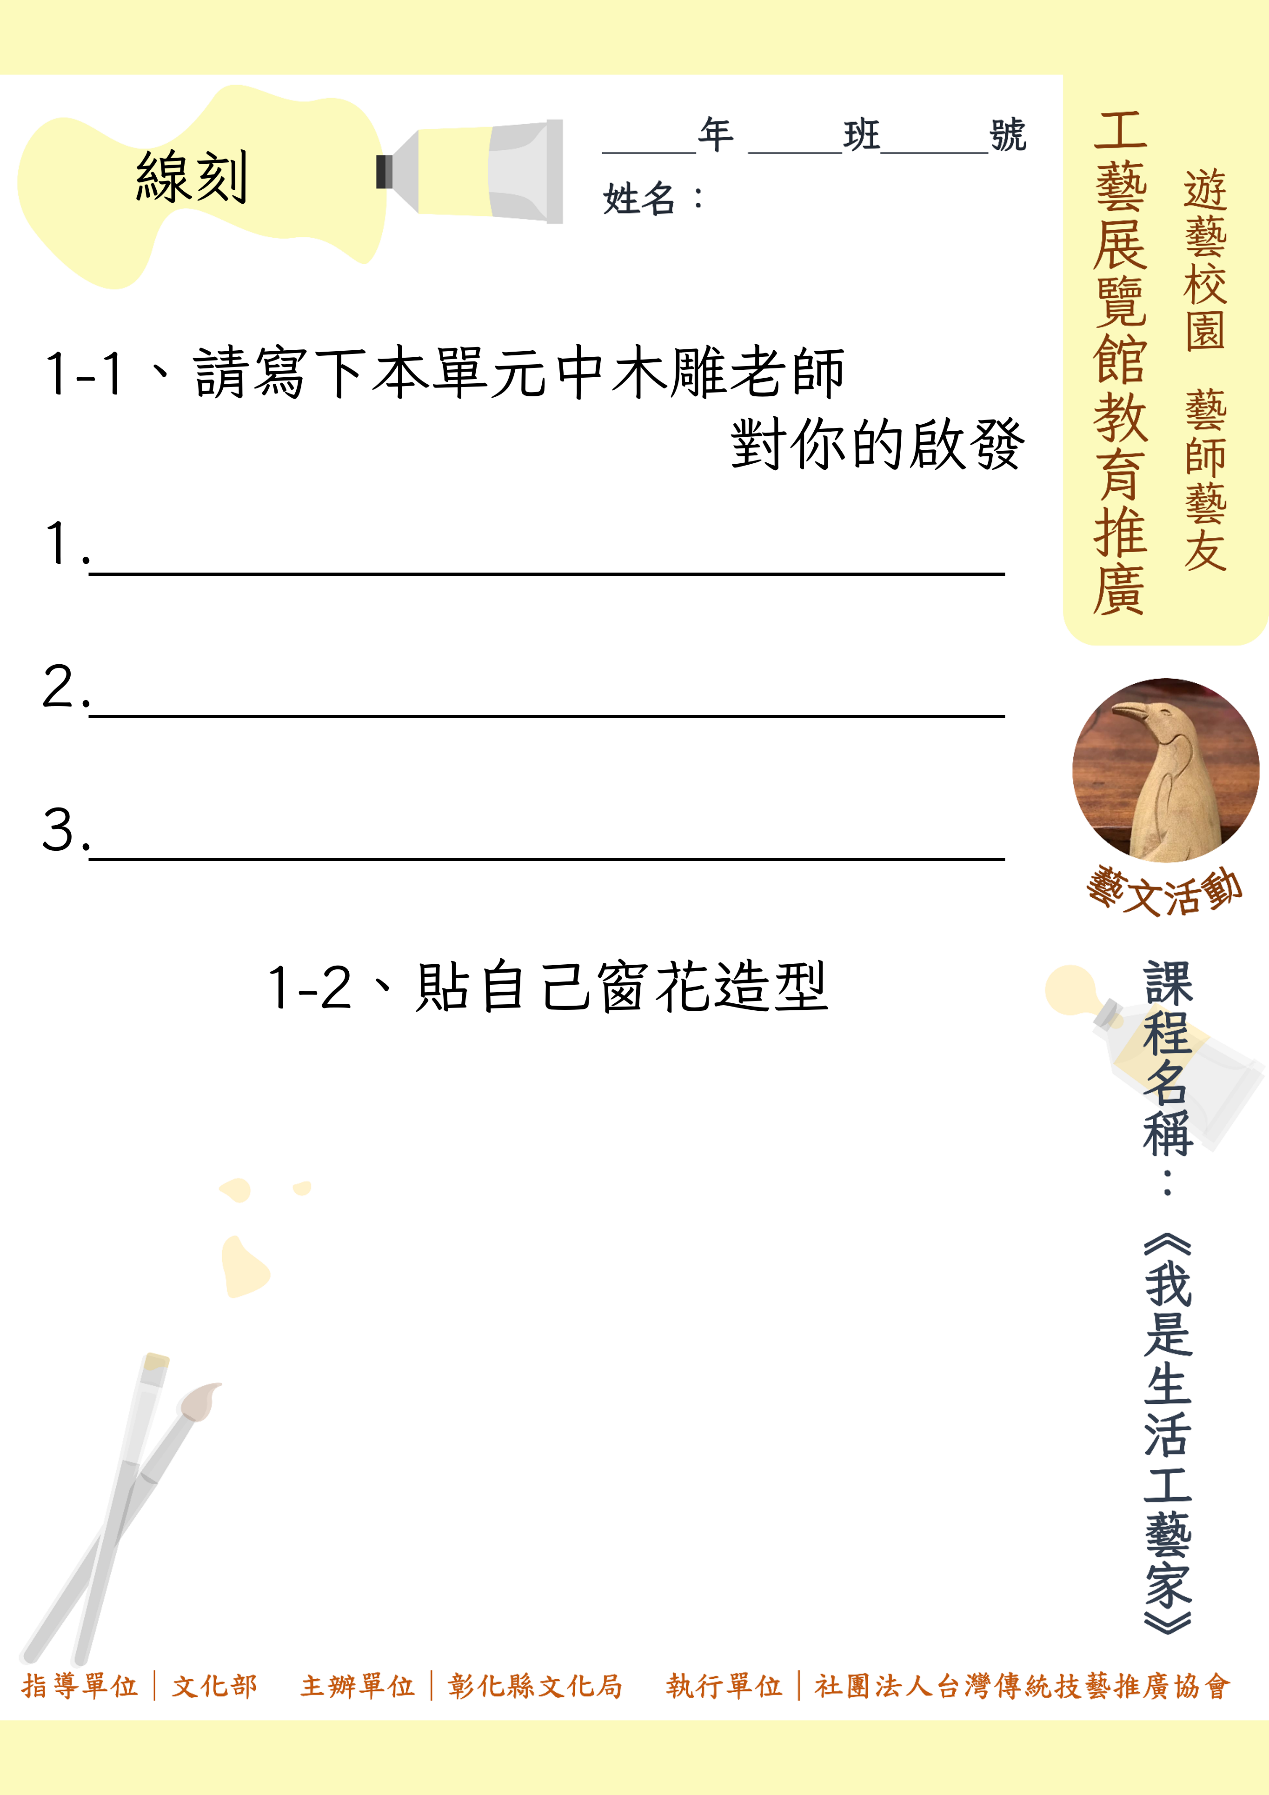 線刻
_____年 _____班______號
姓名：
1-1、請寫下本單元中木雕老師
對你的啟發
1.
2.
3.
1-2、貼自己窗花造型
遊藝校園 藝師藝友
工藝展覽館教育推廣
藝文活動
課程名稱：《我是生活工藝家》
指導單位│文化部 主辦單位│彰化縣文化局 執行單位│社團法人台灣傳統技藝推廣協會